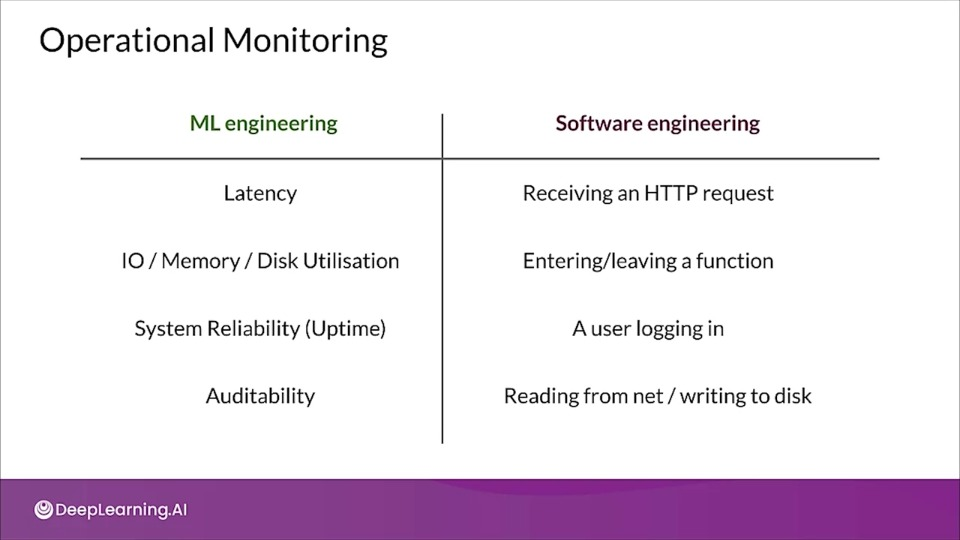 Operational Monitoring
ML engineering
Software engineering
Latency
Receiving an HTTP request
IO / Memory / Disk Utilisation
Entering/leaving a function
System Reliability (Uptime)
A user logging in
Auditability
Reading from net / writing to disk
DeepLearning.AI